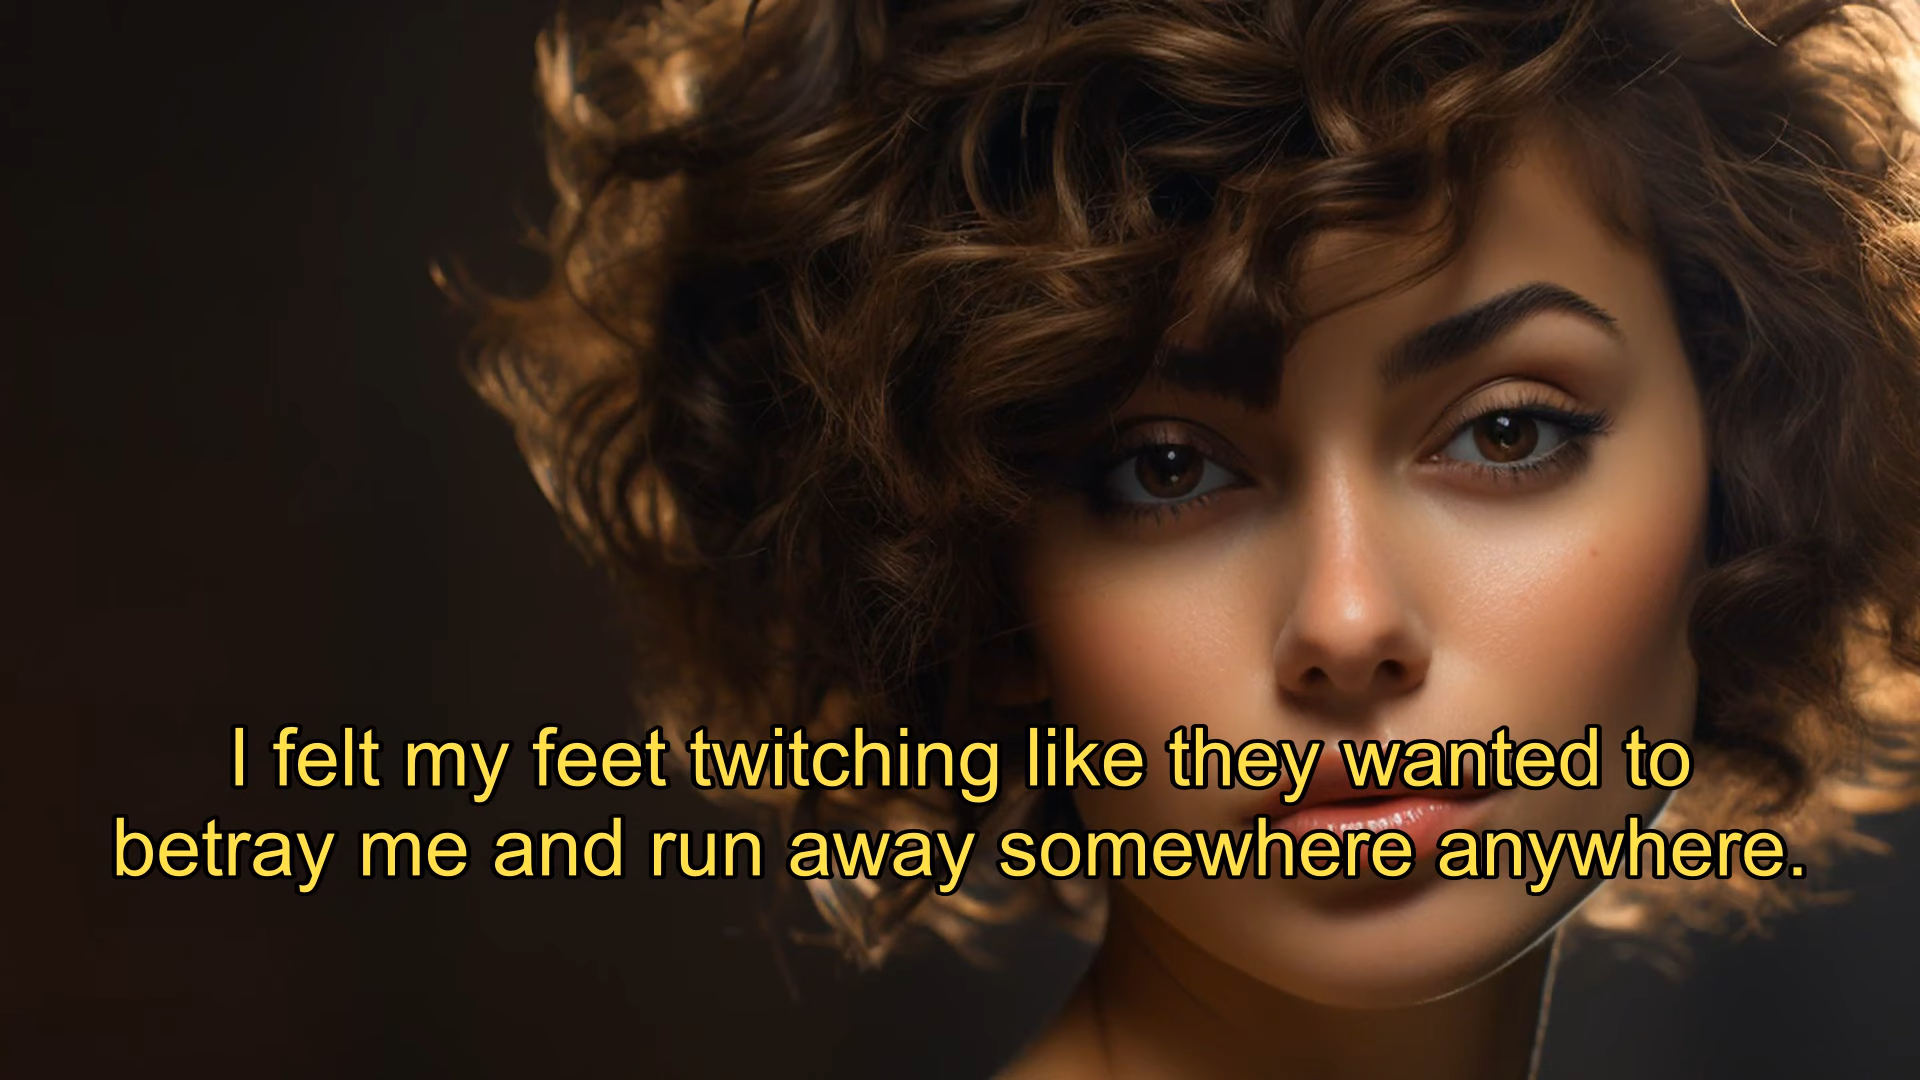 I felt my feet twitching like they wanted to
betray me and run away somewhere anywhere.